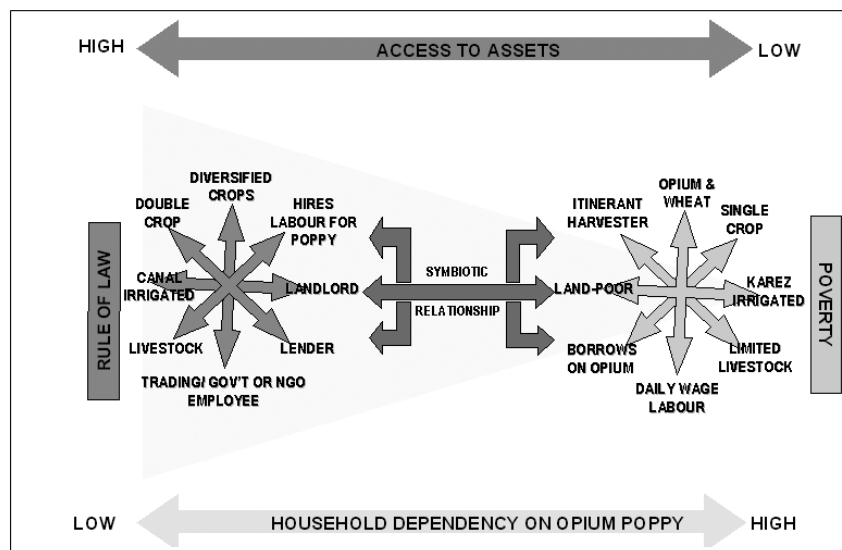 HIGH
ACCESS TO ASSETS
LOW
DIVERSIFIED
CROPS
DOUBLE
CROP
HIRES
LABOUR FOR
POPPY
CANAL
IRRIGATED
LANDLORD
LIVESTOCK
LENDER
TRADING/ GOV'T OR NGO
EMPLOYEE
RULE OF LAW
SYMBIOTIC
RELATIONSHIP
ITINERANT
HARVESTER
OPIUM &
WHEAT
SINGLE
CROP
LAND-POOR
KAREZ
IRRIGATED
BORROWS
ON OPIUM
LIMITED
LIVESTOCK
DAILY WAGE
LABOUR
POVERTY
LOW
HOUSEHOLD DEPENDENCY ON OPIUM POPPY
HIGH